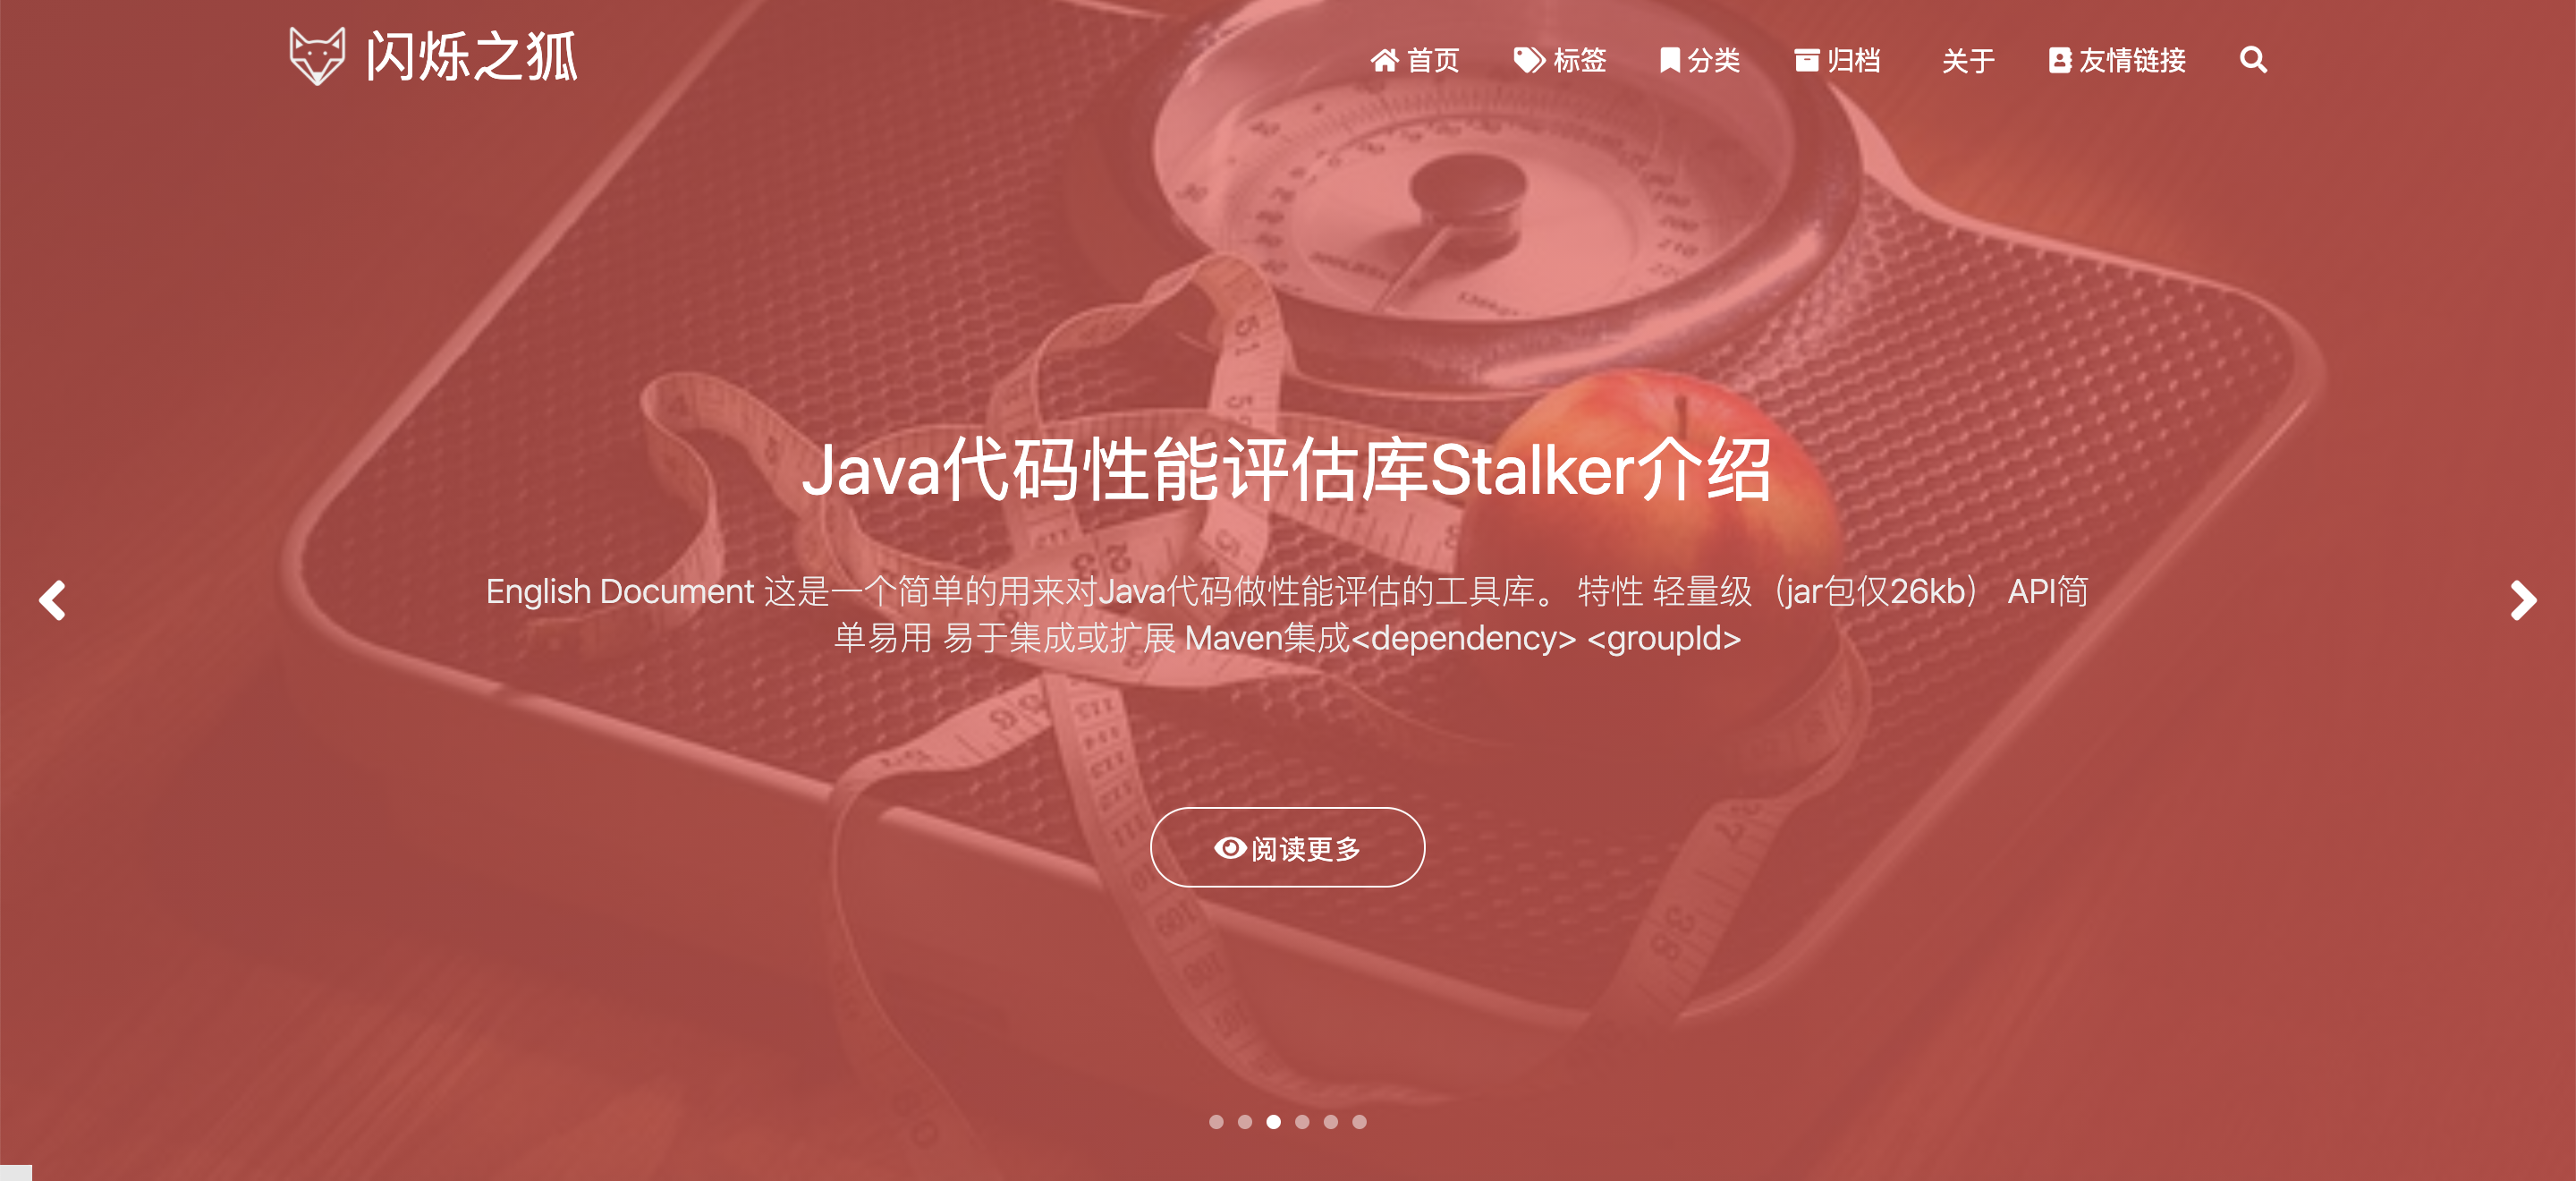 闪烁之狐
首页 标签 分类 归档 关于 友情链接
Java代码性能评估库Stalker介绍
English Document 这是一个简单的用来对Java代码做性能评估的工具库。 特性 轻量级（jar包仅26kb） API简
单易用 易于集成或扩展 Maven集成<dependency> <groupId>
阅读更多